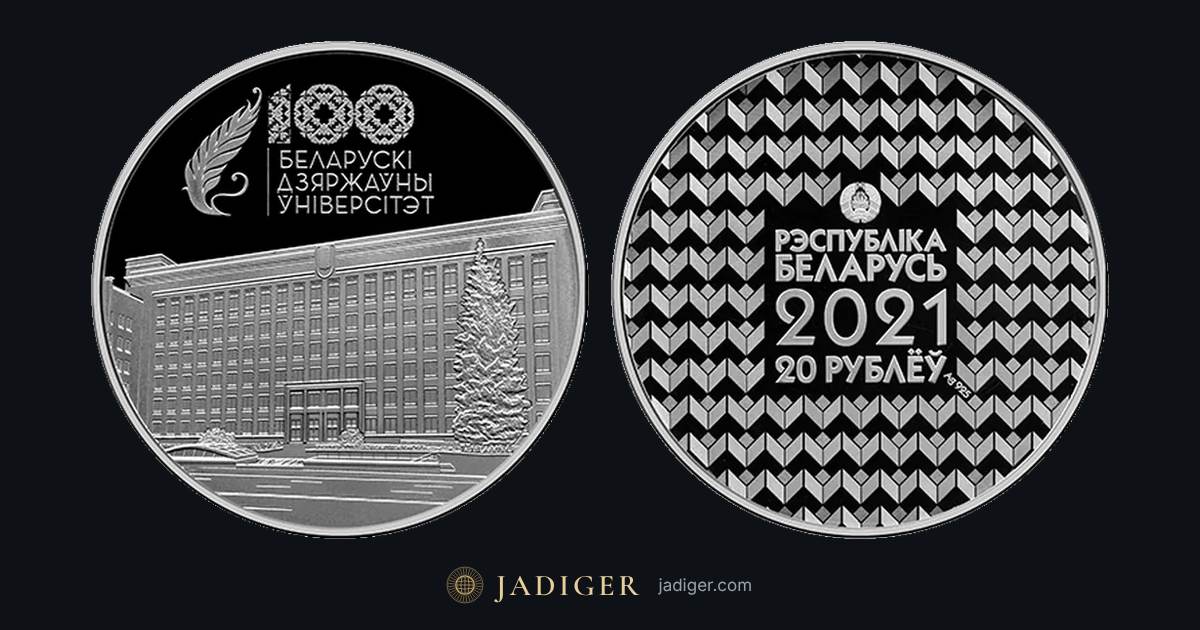 100
БЕЛАРУСКІ
ДЗЯРЖАЎНЫ
ЎНІВЕРСІТЭТ
РЭСПУБЛІКА
БЕЛАРУСЬ
2021
20 РУБЛЁЎ
Ag 925
JADIGER jadiger.com